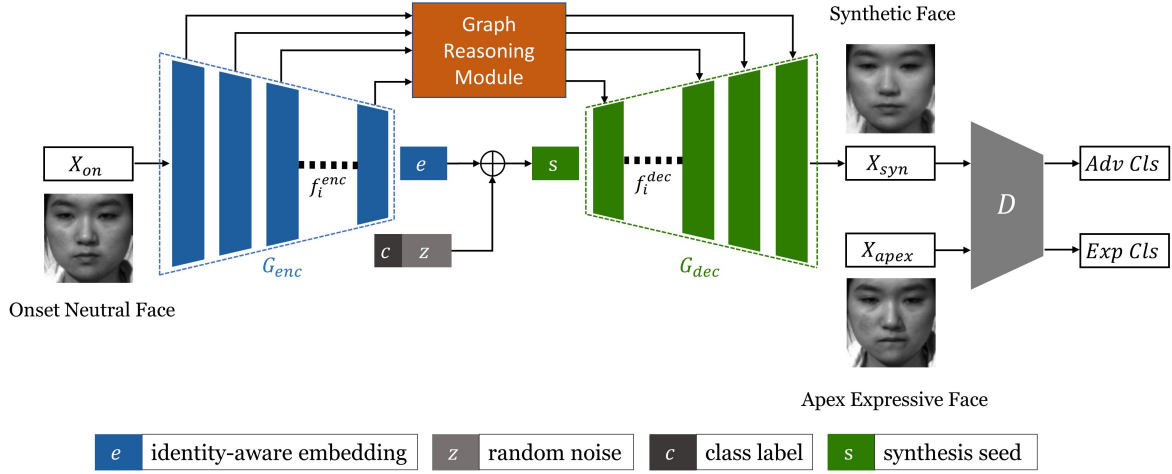 Graph
Reasoning
Module
Synthetic Face
X_on
f_i^enc
e
s
f_i^dec
X_syn
Adv Cls
D
c z
G_enc
G_dec
X_apex
Exp Cls
Onset Neutral Face
Apex Expressive Face
e identity-aware embedding
z random noise
c class label
s synthesis seed